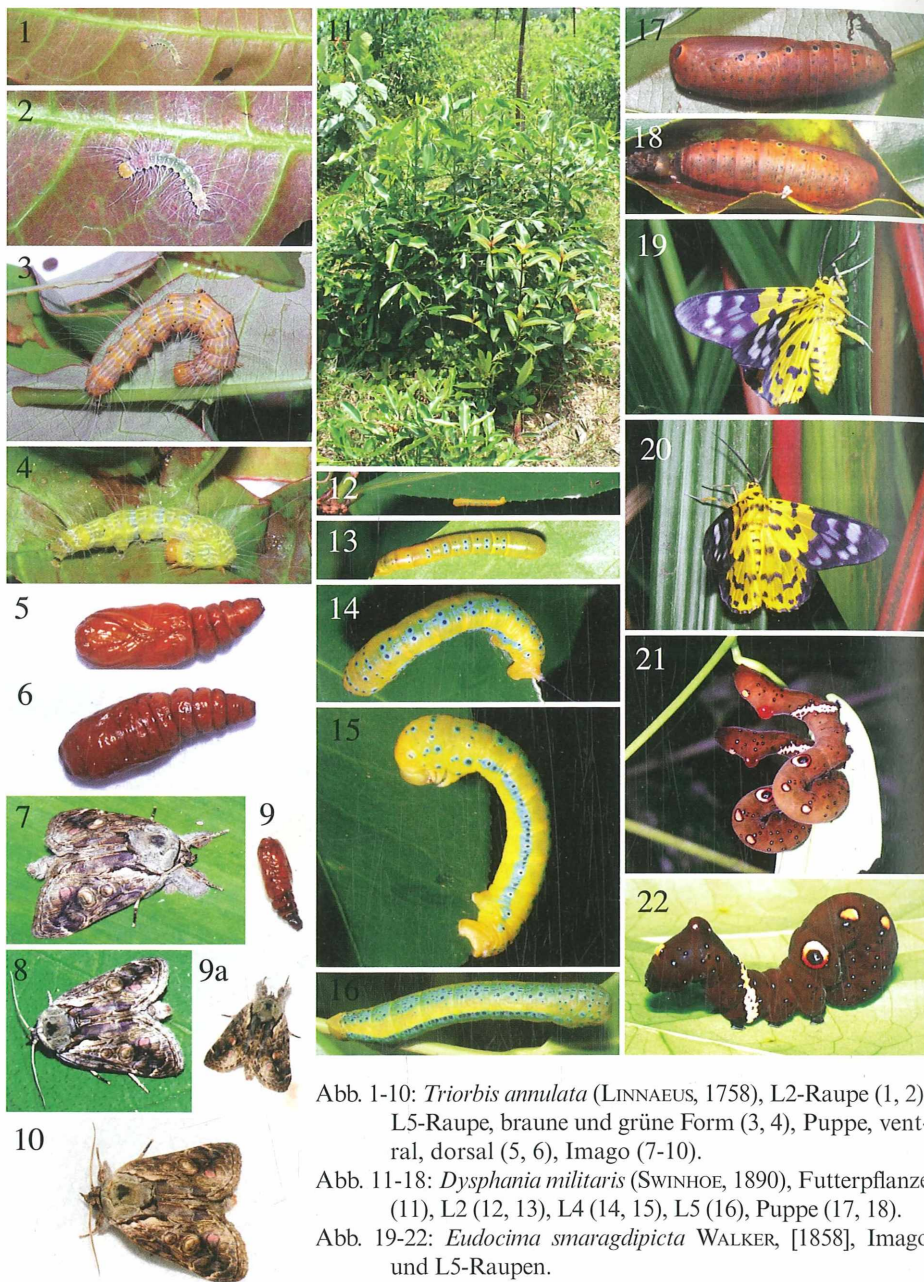 1
2
3
4
5
6
7
8
9
9a
10
11
12
13
14
15
16
17
18
19
20
21
22
Abb. 1-10: Triorbis annulata (LINNAEUS, 1758), L2-Raupe (1, 2)
L5-Raupe, braune und grüne Form (3, 4), Puppe, vent-
ral, dorsal (5, 6), Imago (7-10).
Abb. 11-18: Dysphania militaris (SWINHOE, 1890), Futterpflanze
(11), L2 (12, 13), L4 (14, 15), L5 (16), Puppe (17, 18).
Abb. 19-22: Eudocima smaragdipicta WALKER, [1858], Imago
und L5-Raupen.